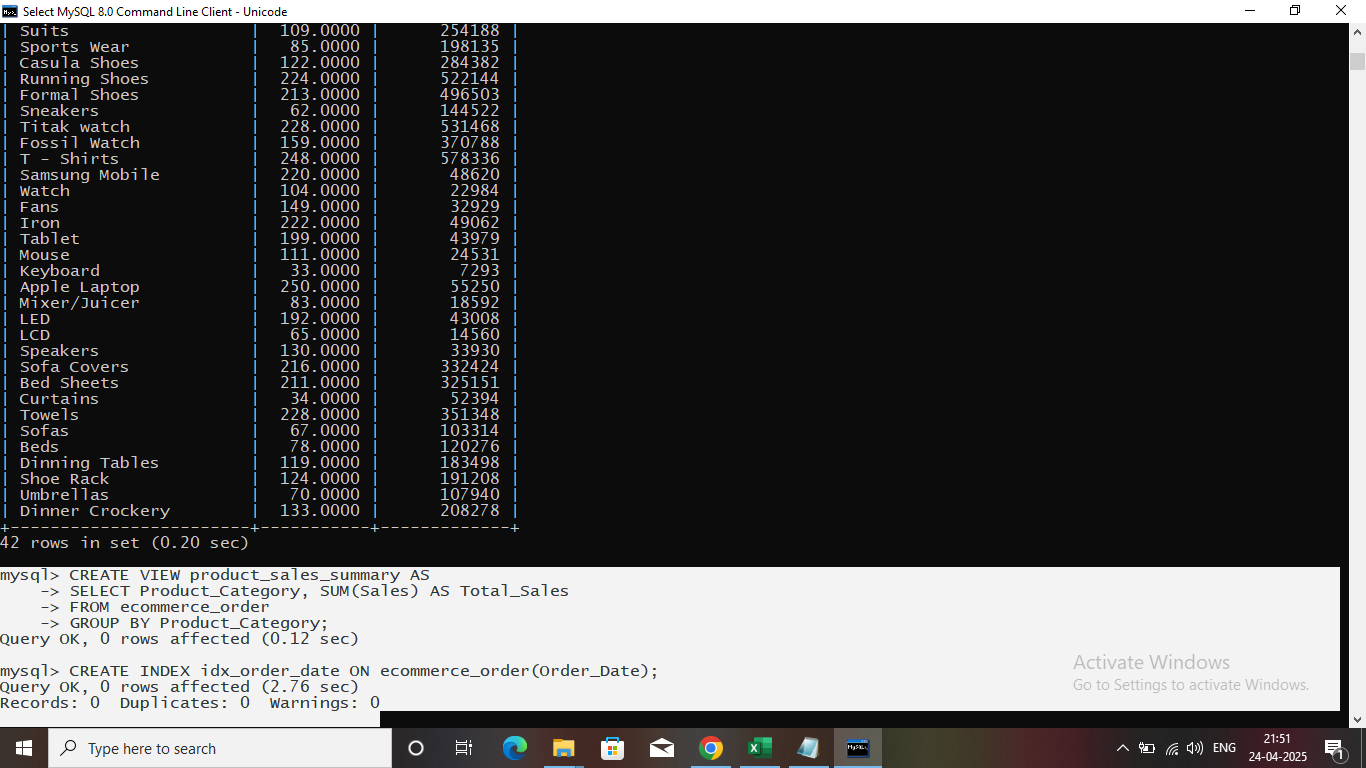 Select MySQL 8.0 Command Line Client - Unicode
| Suits | 109.0000 | 254188 |
| Sports Wear | 85.0000 | 198135 |
| Casula Shoes | 122.0000 | 284382 |
| Running Shoes | 224.0000 | 522144 |
| Formal Shoes | 213.0000 | 496503 |
| Sneakers | 62.0000 | 144522 |
| Titak watch | 228.0000 | 531468 |
| Fossil Watch | 159.0000 | 370788 |
| T - Shirts | 248.0000 | 578336 |
| Samsung Mobile | 220.0000 | 48620 |
| Watch | 104.0000 | 22984 |
| Fans | 149.0000 | 32929 |
| Iron | 222.0000 | 49062 |
| Tablet | 199.0000 | 43979 |
| Mouse | 111.0000 | 24531 |
| Keyboard | 33.0000 | 7293 |
| Apple Laptop | 250.0000 | 55250 |
| Mixer/Juicer | 83.0000 | 18592 |
| LED | 192.0000 | 43008 |
| LCD | 65.0000 | 14560 |
| Speakers | 130.0000 | 33930 |
| Sofa Covers | 216.0000 | 332424 |
| Bed Sheets | 211.0000 | 325151 |
| Curtains | 34.0000 | 52394 |
| Towels | 228.0000 | 351348 |
| Sofas | 67.0000 | 103314 |
| Beds | 78.0000 | 120276 |
| Dinning Tables | 119.0000 | 183498 |
| Shoe Rack | 124.0000 | 191208 |
| Umbrellas | 70.0000 | 107940 |
| Dinner Crockery | 133.0000 | 208278 |
+------------------------+-----------+-------------+
42 rows in set (0.20 sec)
mysql> CREATE VIEW product_sales_summary AS
-> SELECT Product_Category, SUM(Sales) AS Total_Sales
-> FROM ecommerce_order
-> GROUP BY Product_Category;
Query OK, 0 rows affected (0.12 sec)
mysql> CREATE INDEX idx_order_date ON ecommerce_order(Order_Date);
Query OK, 0 rows affected (2.76 sec)
Records: 0  Duplicates: 0  Warnings: 0
Activate Windows
Go to Settings to activate Windows.
Type here to search
ENG
21:51
24-04-2025
1